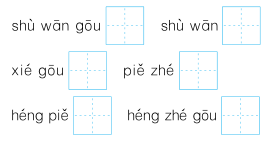 shù wān gōu shù wān
xié gōu piě zhé
héng piě héng zhé gōu